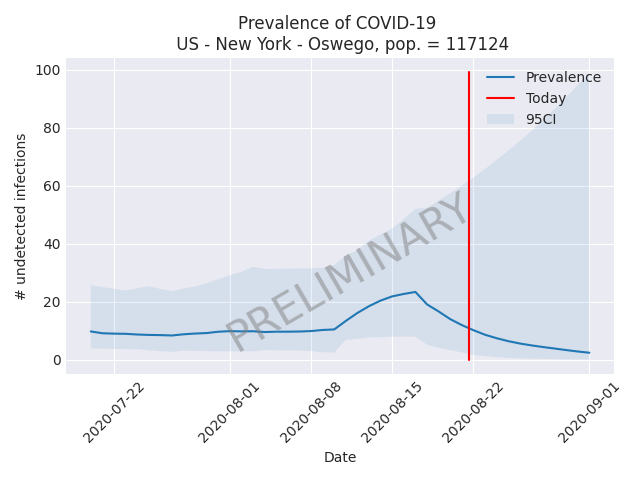 Prevalence of COVID-19
US - New York - Oswego, pop. = 117124
100
80
60
40
20
0
# undetected infections
Prevalence
Today
95CI
PRELIMINARY
2020-07-22
2020-08-01
2020-08-08
2020-08-15
2020-08-22
2020-09-01
Date